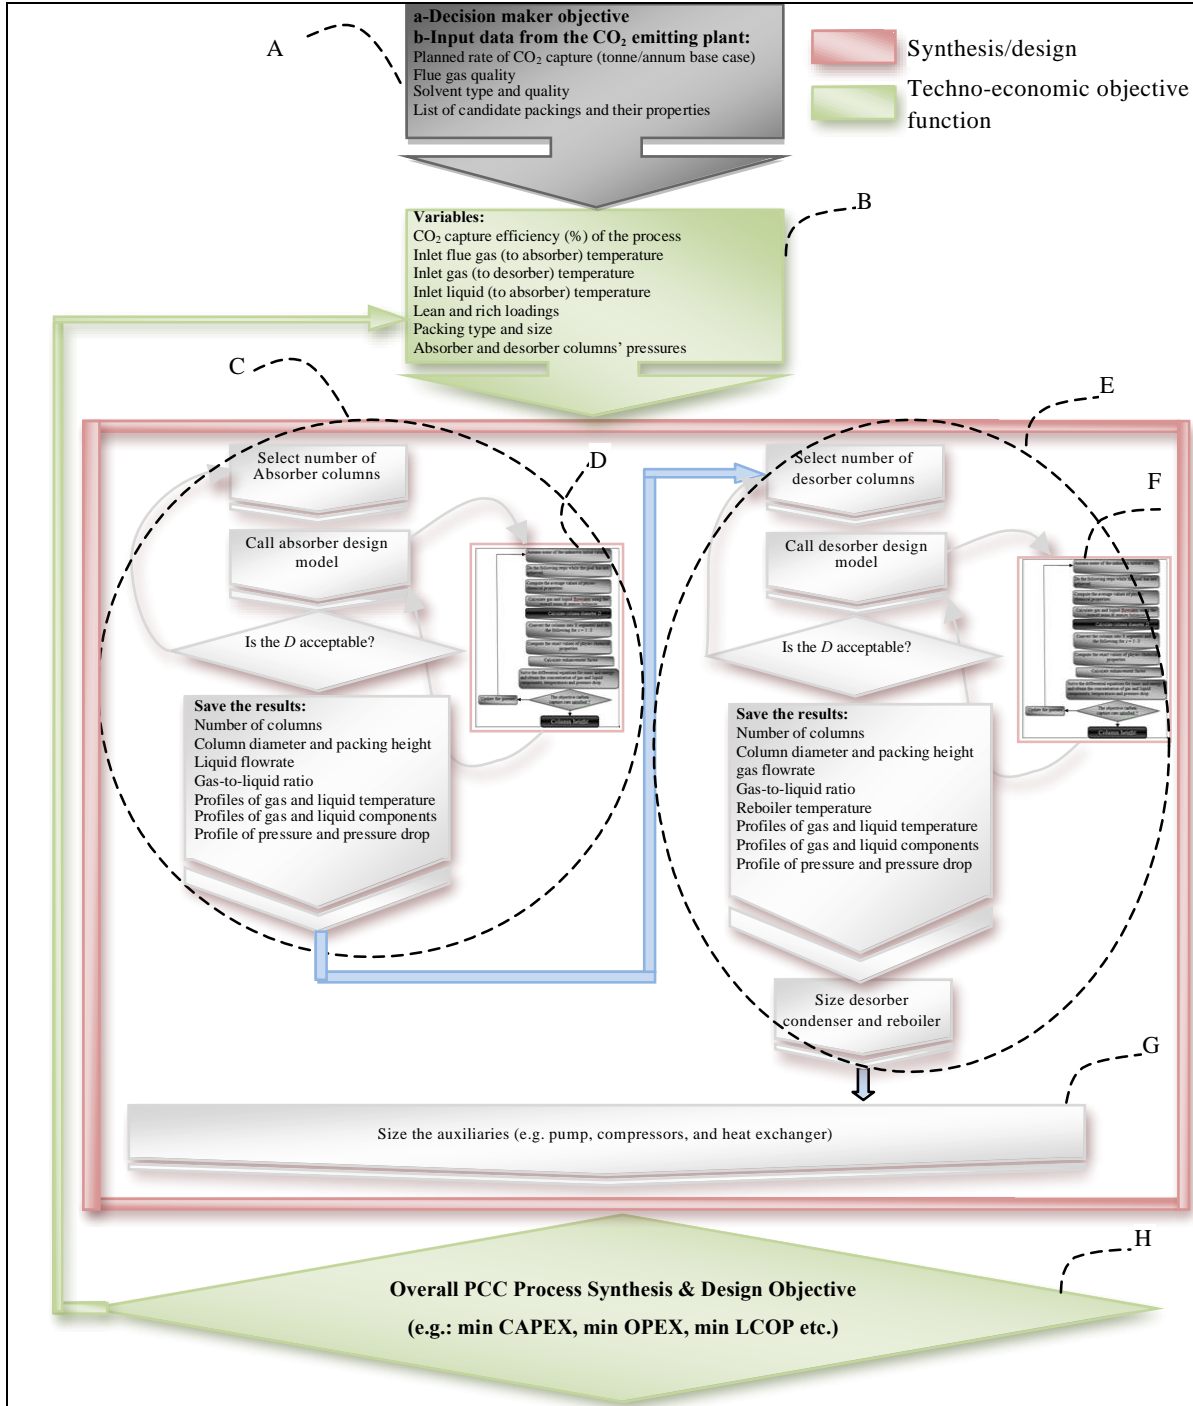 a-Decision maker objective
b-Input data from the CO₂ emitting plant:
Planned rate of CO₂ capture (tonne/annum base case)
Flue gas quality
Solvent type and quality
List of candidate packings and their properties
A
Synthesis/design
Techno-economic objective
function
B
Variables:
CO₂ capture efficiency (%) of the process
Inlet flue gas (to absorber) temperature
Inlet gas (to desorber) temperature
Inlet liquid (to absorber) temperature
Lean and rich loadings
Packing type and size
Absorber and desorber columns’ pressures
C
D
E
F
Select number of
Absorber columns
Call absorber design
model
Is the D acceptable?
Save the results:
Number of columns
Column diameter and packing height
Liquid flowrate
Gas-to-liquid ratio
Profiles of gas and liquid temperature
Profiles of gas and liquid components
Profile of pressure and pressure drop
Column height
Select number of
desorber columns
Call desorber design
model
Is the D acceptable?
Save the results:
Number of columns
Column diameter and packing height
gas flowrate
Gas-to-liquid ratio
Reboiler temperature
Profiles of gas and liquid temperature
Profiles of gas and liquid components
Profile of pressure and pressure drop
Column height
Size desorber
condenser and reboiler
G
Size the auxiliaries (e.g. pump, compressors, and heat exchanger)
H
Overall PCC Process Synthesis & Design Objective
(e.g.: min CAPEX, min OPEX, min LCOP etc.)